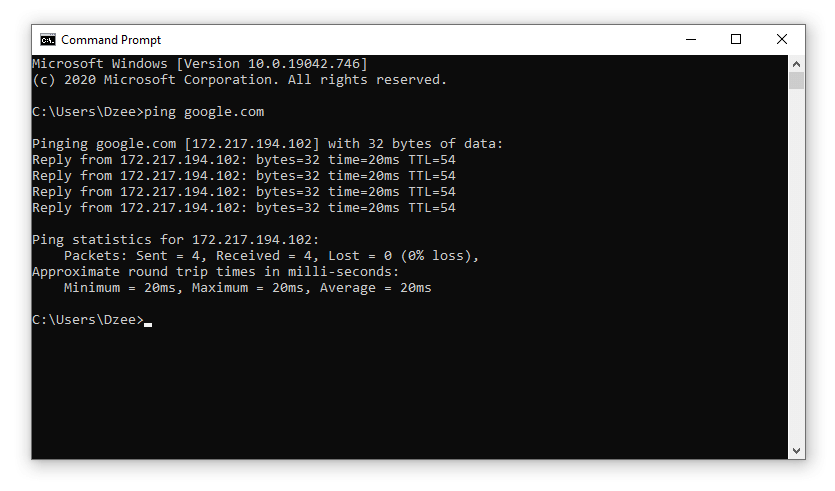 Command Prompt
Microsoft Windows [Version 10.0.19042.746]
(c) 2020 Microsoft Corporation. All rights reserved.
C:\Users\Dzee>ping google.com
Pinging google.com [172.217.194.102] with 32 bytes of data:
Reply from 172.217.194.102: bytes=32 time=20ms TTL=54
Reply from 172.217.194.102: bytes=32 time=20ms TTL=54
Reply from 172.217.194.102: bytes=32 time=20ms TTL=54
Reply from 172.217.194.102: bytes=32 time=20ms TTL=54
Ping statistics for 172.217.194.102:
    Packets: Sent = 4, Received = 4, Lost = 0 (0% loss),
Approximate round trip times in milli-seconds:
    Minimum = 20ms, Maximum = 20ms, Average = 20ms
C:\Users\Dzee>